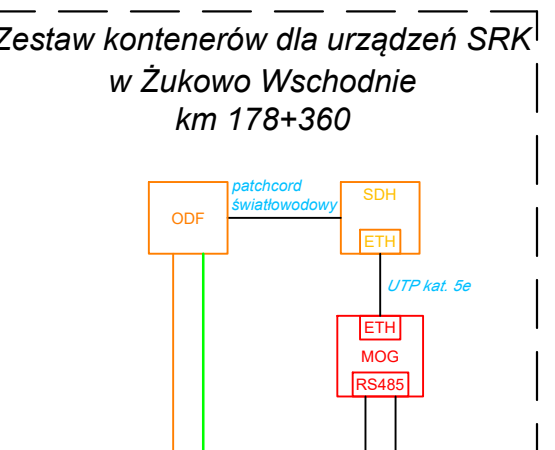 Zestaw kontenerów dla urządzeń SRK
w Żukowo Wschodnie
km 178+360
patchcord
światłowodowy
ODF
SDH
ETH
UTP kat. 5e
ETH
MOG
RS485